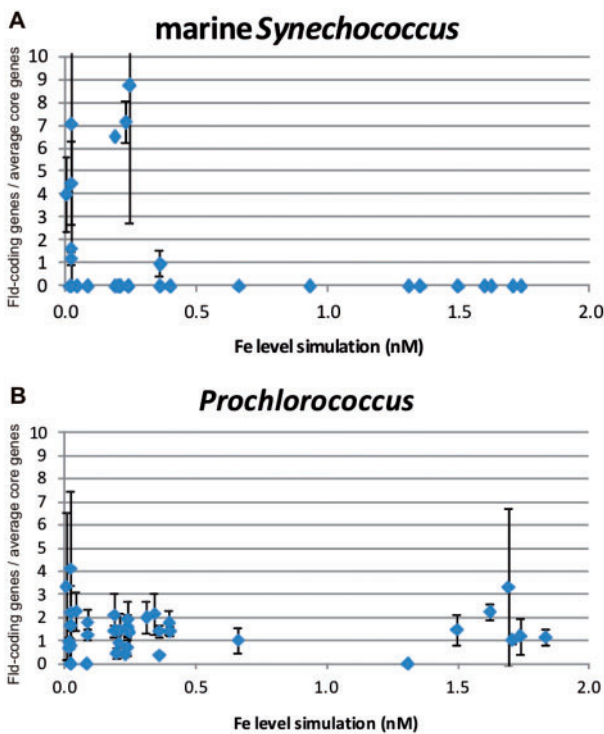 A
marine Synechococcus
Fld-coding genes / average core genes
10
9
8
7
6
5
4
3
2
1
0
0.0 0.5 1.0 1.5 2.0
Fe level simulation (nM)
B
Prochlorococcus
Fld-coding genes / average core genes
10
9
8
7
6
5
4
3
2
1
0
0.0 0.5 1.0 1.5 2.0
Fe level simulation (nM)